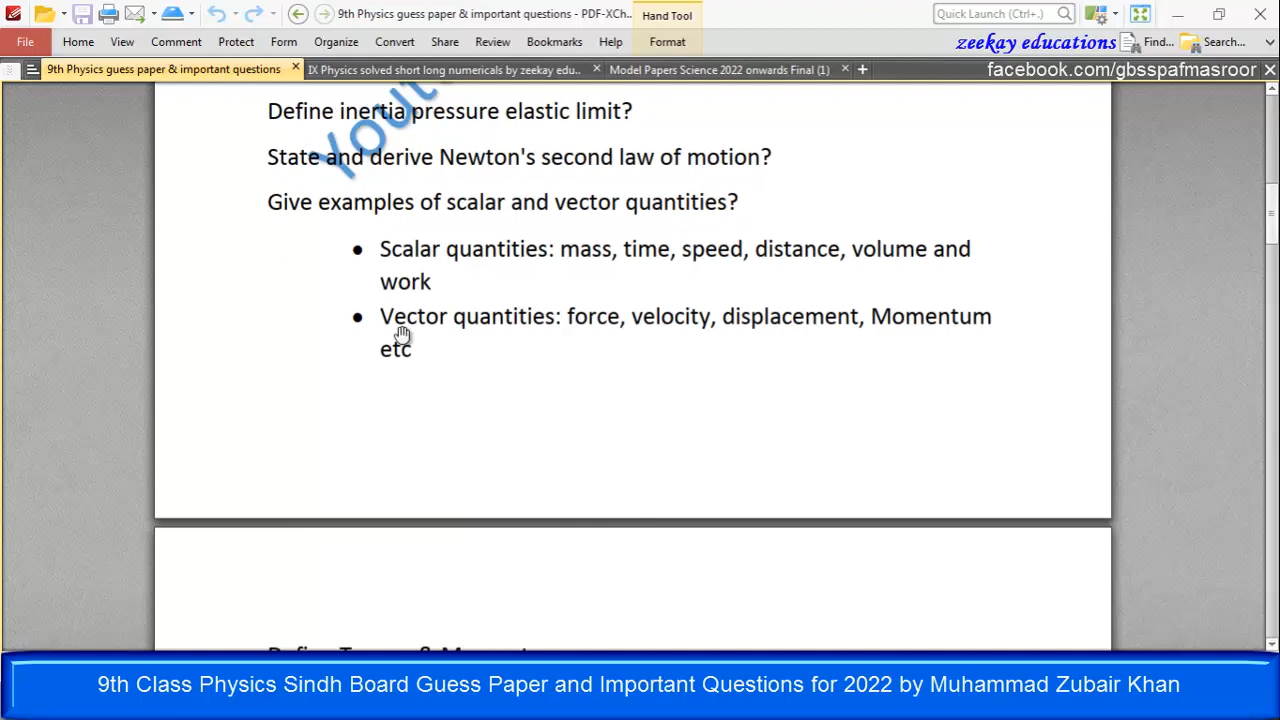 9th Physics guess paper & important questions - PDF-XCh...
Hand Tool
Quick Launch (Ctrl+.)
File Home View Comment Protect Form Organize Convert Share Review Bookmarks Help Format
zeekay educations
Find...
Search...
9th Physics guess paper & important questions
IX Physics solved short long numericals by zeekay edu...
Model Papers Science 2022 onwards Final (1)
facebook.com/gbsspafmasroor
Define inertia pressure elastic limit?
State and derive Newton's second law of motion?
Give examples of scalar and vector quantities?
• Scalar quantities: mass, time, speed, distance, volume and
work
• Vector quantities: force, velocity, displacement, Momentum
etc
9th Class Physics Sindh Board Guess Paper and Important Questions for 2022 by Muhammad Zubair Khan